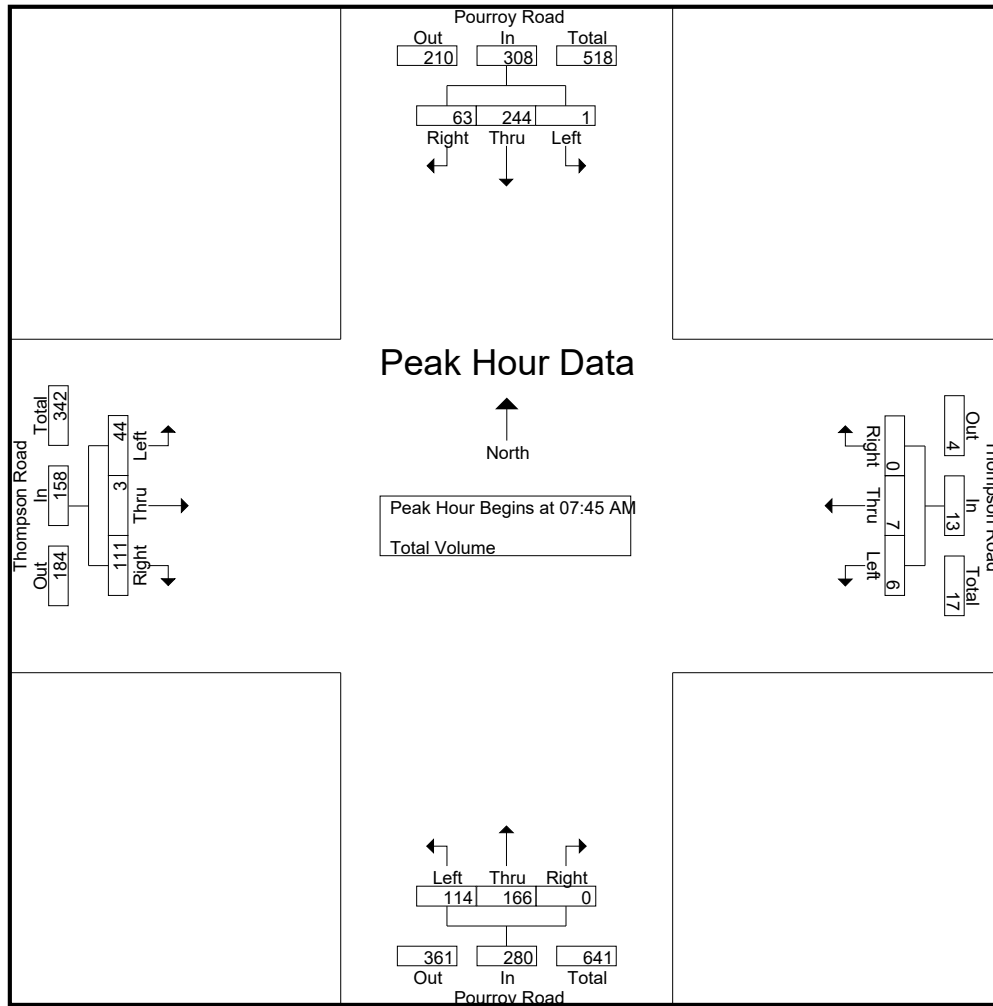 Pourroy Road
Out In Total
210 308 518
63 244 1
Right Thru Left
Peak Hour Data
North
Peak Hour Begins at 07:45 AM
Total Volume
Thompson Road
Total In Out
342 158 184
44 3 111
Left Thru Right
Thompson Road
Out In Total
4 13 17
Right Thru Left
0 7 6
Left Thru Right
114 166 0
361 280 641
Out In Total
Pourroy Road